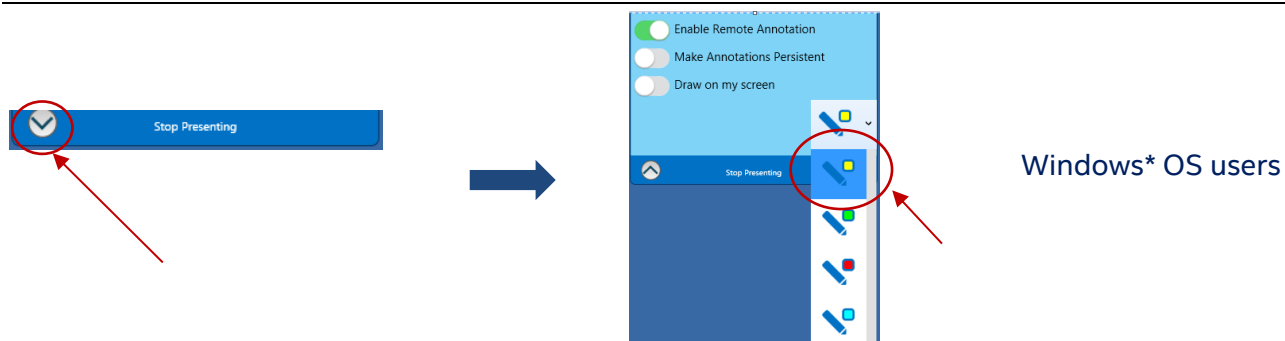 Enable Remote Annotation
Make Annotations Persistent
Draw on my screen
Stop Presenting
Stop Presenting
Windows* OS users